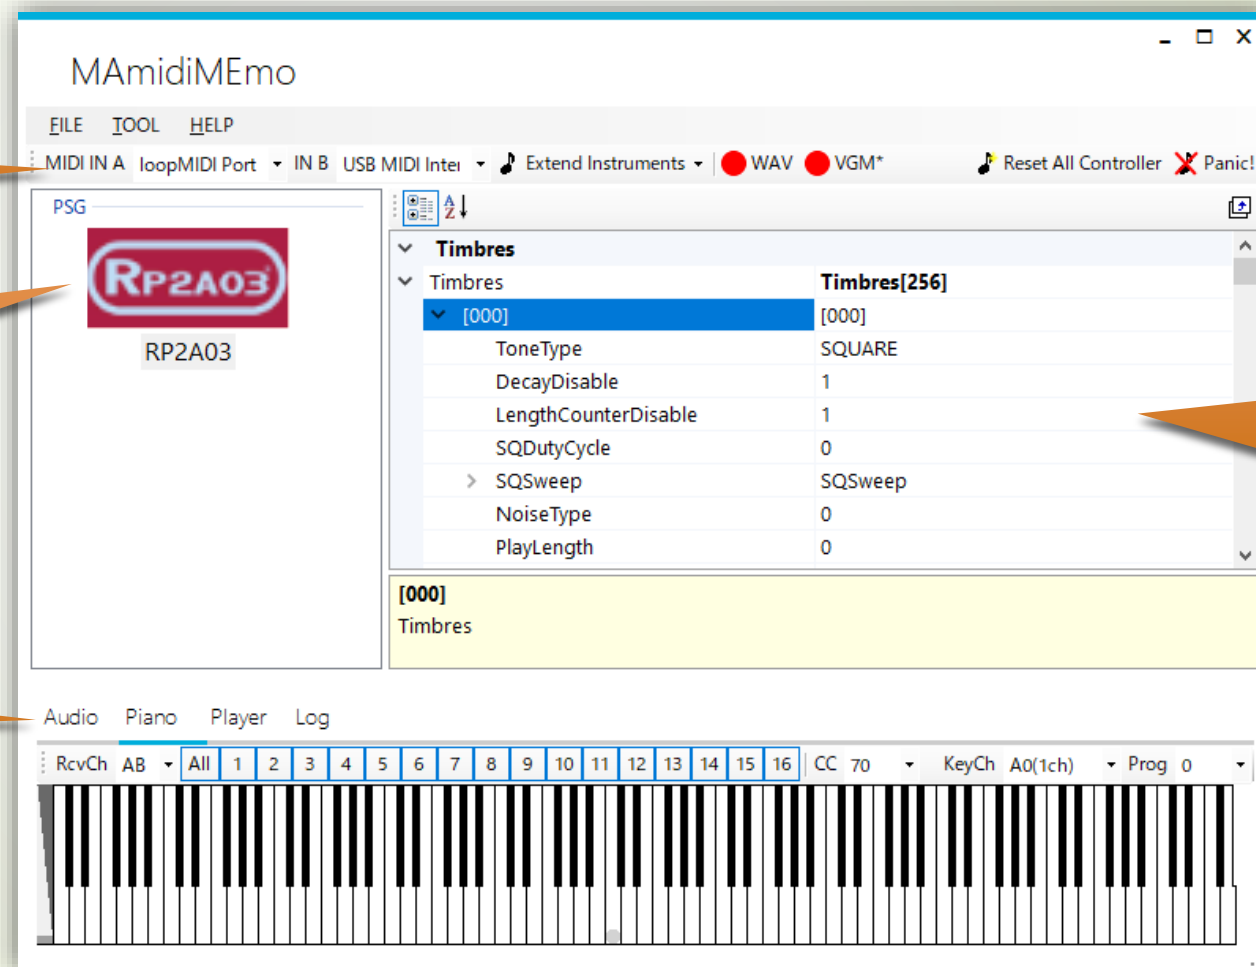 MAmidiMEmo
FILE TOOL HELP
MIDI IN A loopMIDI Port IN B USB MIDI Inter Extend Instruments WAV VGM* Reset All Controller Panic!
PSG
RP2A03
RP2A03
Timbres
Timbres Timbres[256]
[000] [000]
ToneType SQUARE
DecayDisable 1
LengthCounterDisable 1
SQDutyCycle 0
SQSweep SQSweep
NoiseType 0
PlayLength 0
[000]
Timbres
Audio Piano Player Log
RcvCh AB All 1 2 3 4 5 6 7 8 9 10 11 12 13 14 15 16 CC 70 KeyCh A0(1ch) Prog 0